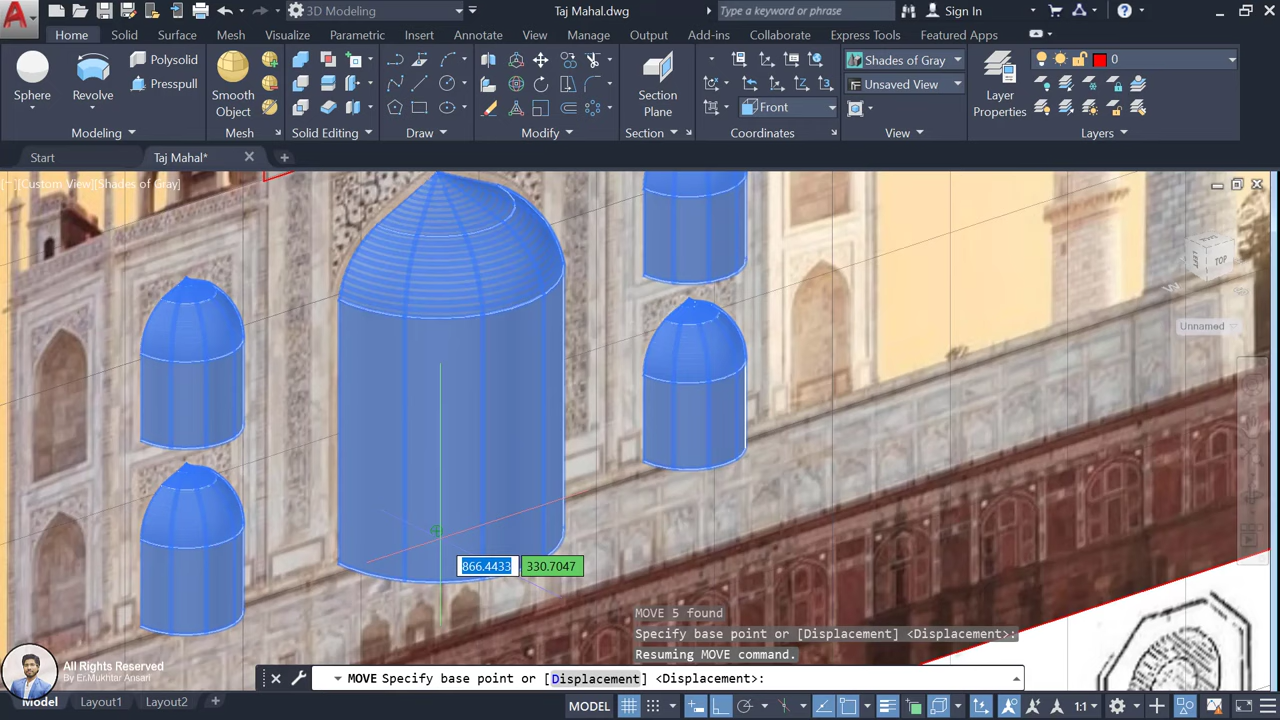 3D Modeling
Taj Mahal.dwg
Type a keyword or phrase
Sign In
Home Solid Surface Mesh Visualize Parametric Insert Annotate View Manage Output Add-ins Collaborate Express Tools Featured Apps
Sphere
Revolve
Polysolid
Presspull
Smooth
Object
Section
Plane
Front
Shades of Gray
Unsaved View
Layer
Properties
0
Modeling
Mesh
Solid Editing
Draw
Modify
Section
Coordinates
View
Layers
Start
Taj Mahal*
[−][Custom View][Shades of Gray]
TOP
W
Unnamed
866.4433
330.7047
MOVE 5 found
Specify base point or [Displacement] <Displacement>:
Resuming MOVE command.
MOVE Specify base point or [Displacement] <Displacement>:
All Rights Reserved
By Er.Mukhtar Ansari
Model
Layout1
Layout2
MODEL
1:1